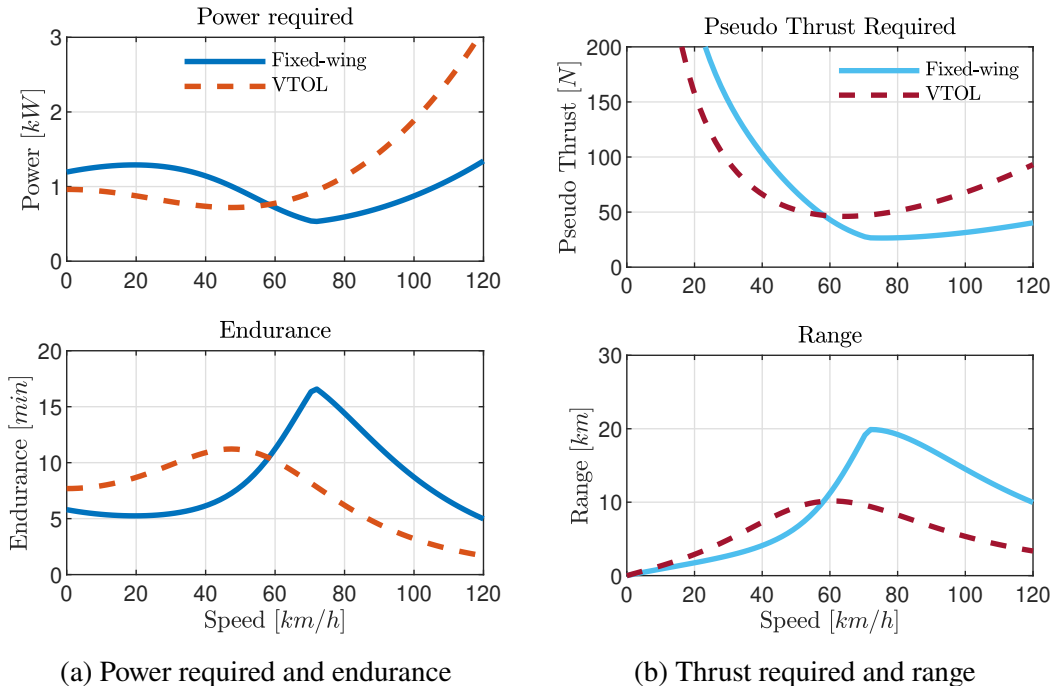 Power required
3
2
1
0
Power [kW]
Fixed-wing
VTOL
0 20 40 60 80 100 120
Endurance
20
15
10
5
0
Endurance [min]
0 20 40 60 80 100 120
Speed [km/h]
(a) Power required and endurance
Pseudo Thrust Required
200
150
100
50
0
Pseudo Thrust [N]
Fixed-wing
VTOL
0 20 40 60 80 100 120
Range
30
20
10
0
Range [km]
0 20 40 60 80 100 120
Speed [km/h]
(b) Thrust required and range